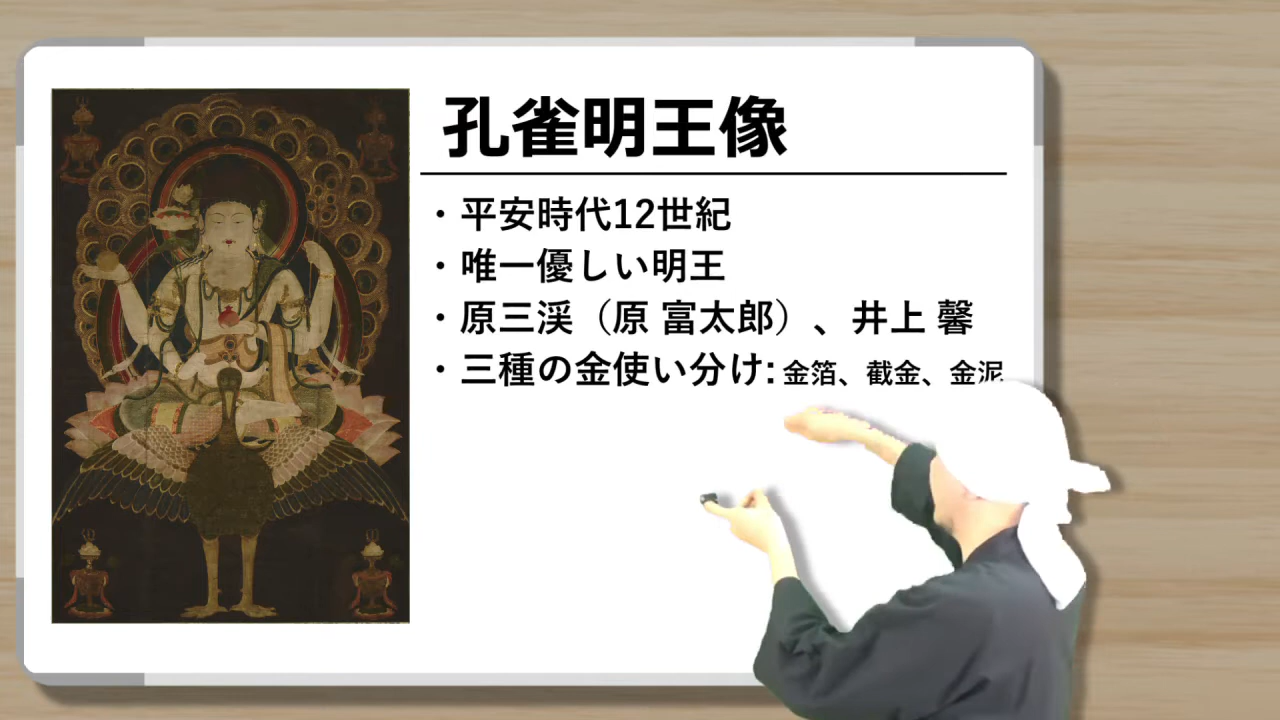 孔雀明王像
・平安時代12世紀
・唯一優しい明王
・原三渓（原 富太郎）、井上 馨
・三種の金使い分け: 金箔、截金、金泥